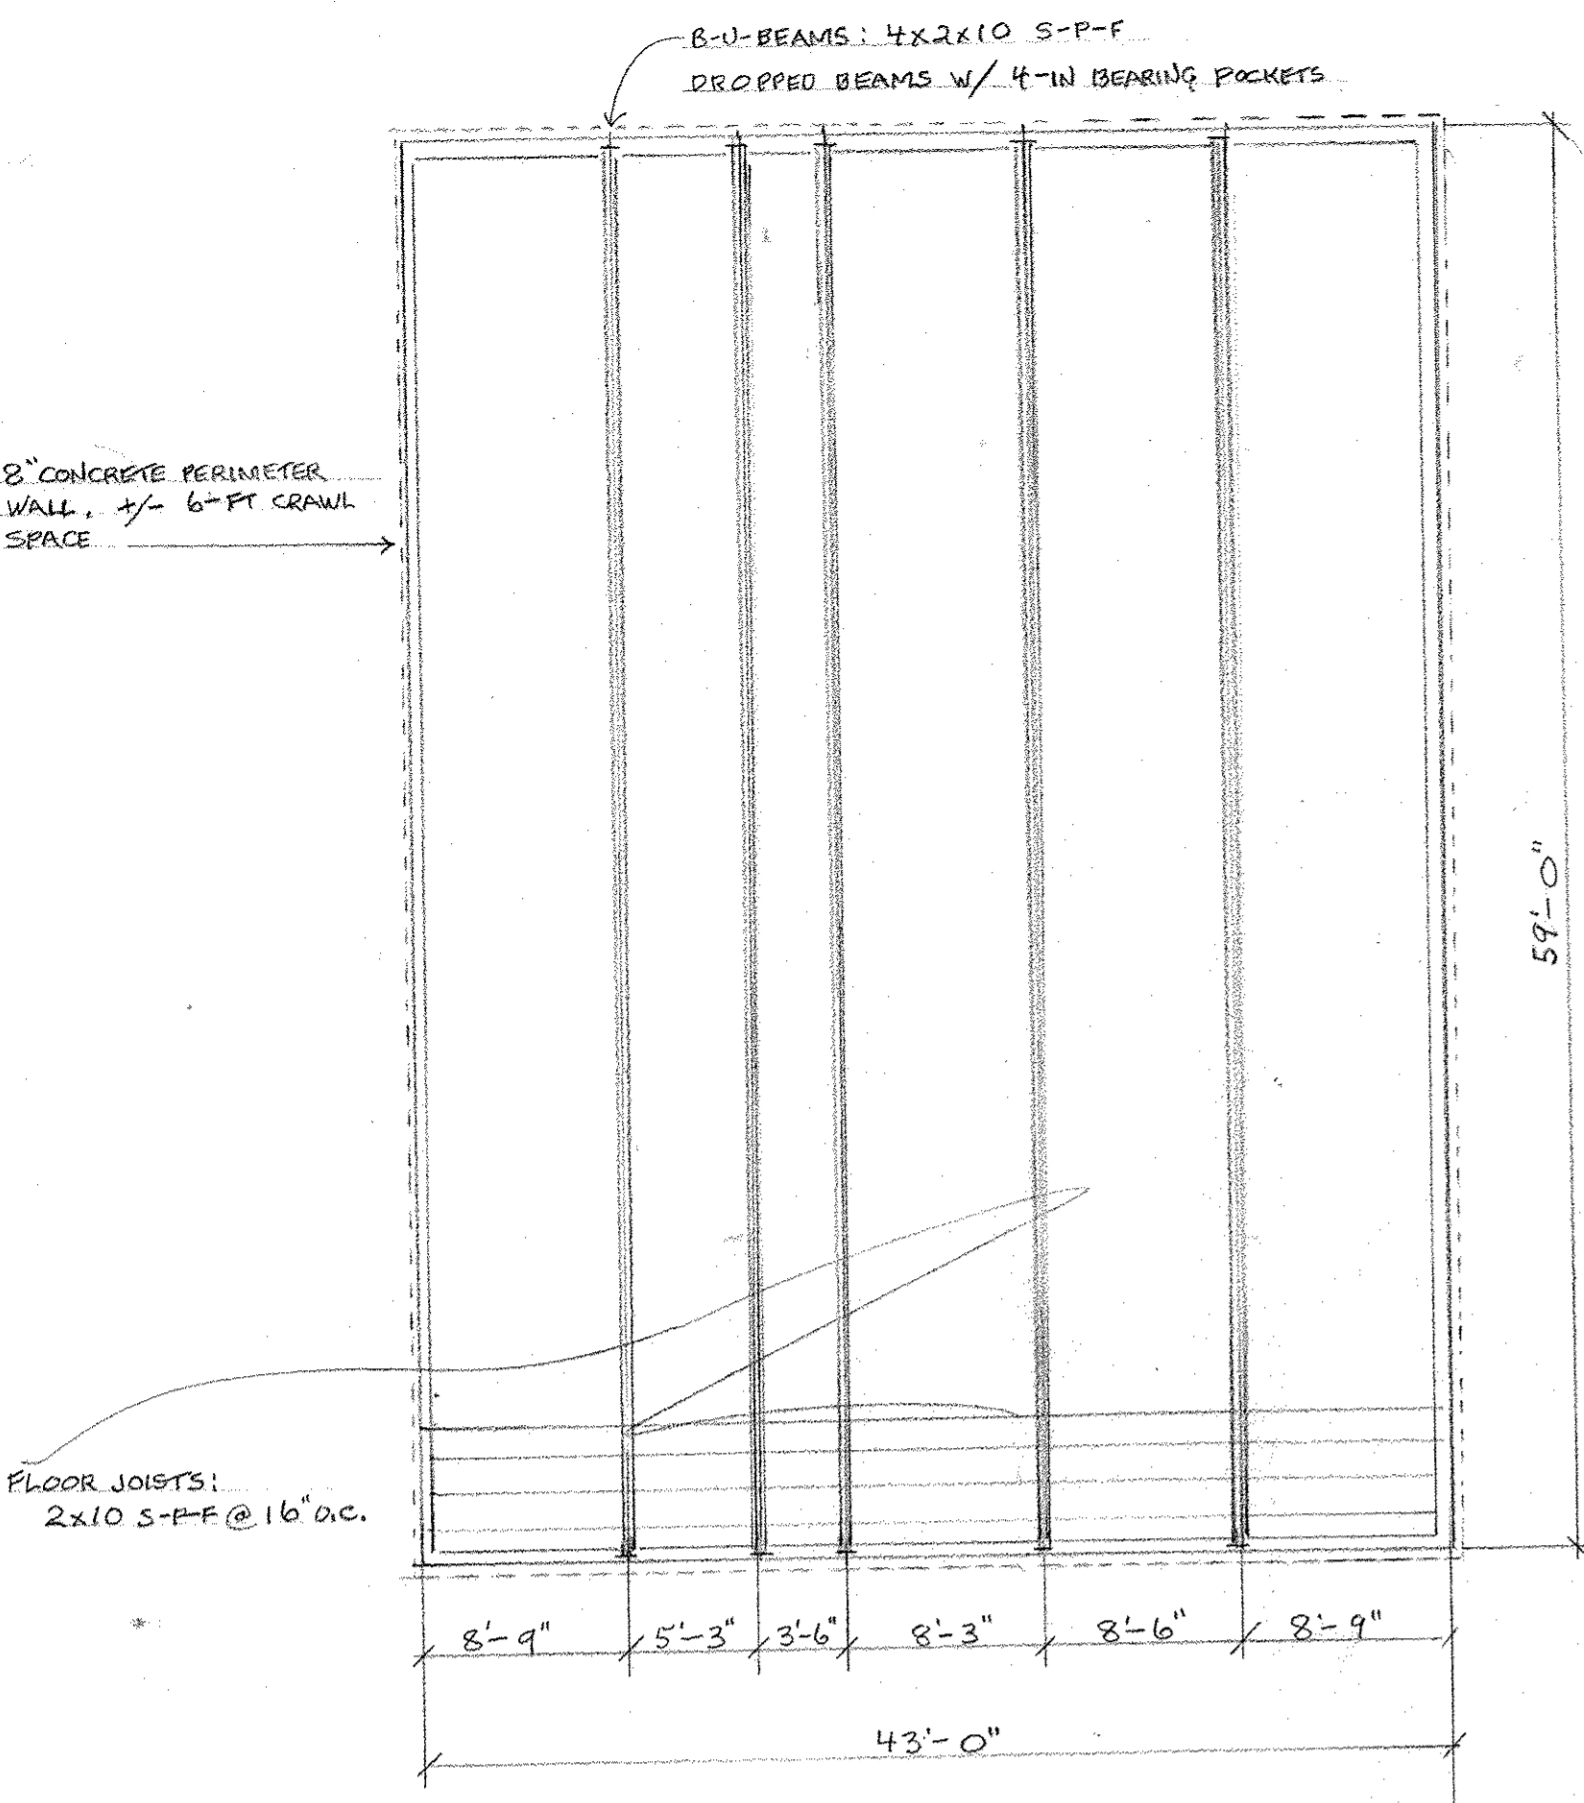 B-U-BEAMS: 4x2x10 S-P-F
DROPPED BEAMS W/ 4-IN BEARING POCKETS
8" CONCRETE PERIMETER
WALL, +/- 6-FT CRAWL
SPACE
59'-0"
FLOOR JOISTS:
2x10 S-P-F @ 16" O.C.
8'-9" 5'-3" 3'-6" 8'-3" 8'-6" 8'-9"
43'-0"